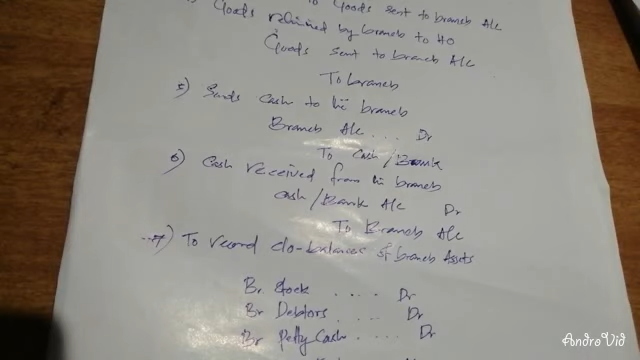 To Goods sent to branch A/c
Goods returned by branch to HO
Goods sent to branch A/c
To branch
5) Sends cash to the branch
Branch A/c ... Dr
To Cash/Bank
6) Cash received from the branch
Cash/Bank A/c Dr
To Branch A/c
7) To record clo-balances of branch Assets
Br Stock .... Dr
Br Debtors .... Dr
Br Petty Cash ... Dr
AndroVid